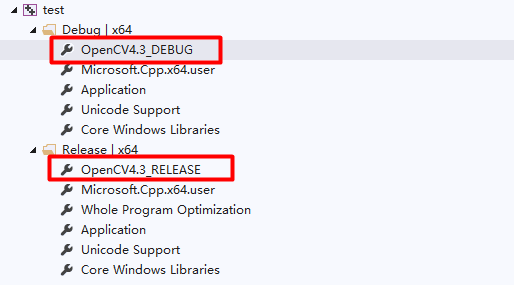 test
Debug | x64
OpenCV4.3_DEBUG
Microsoft.Cpp.x64.user
Application
Unicode Support
Core Windows Libraries
Release | x64
OpenCV4.3_RELEASE
Microsoft.Cpp.x64.user
Whole Program Optimization
Application
Unicode Support
Core Windows Libraries